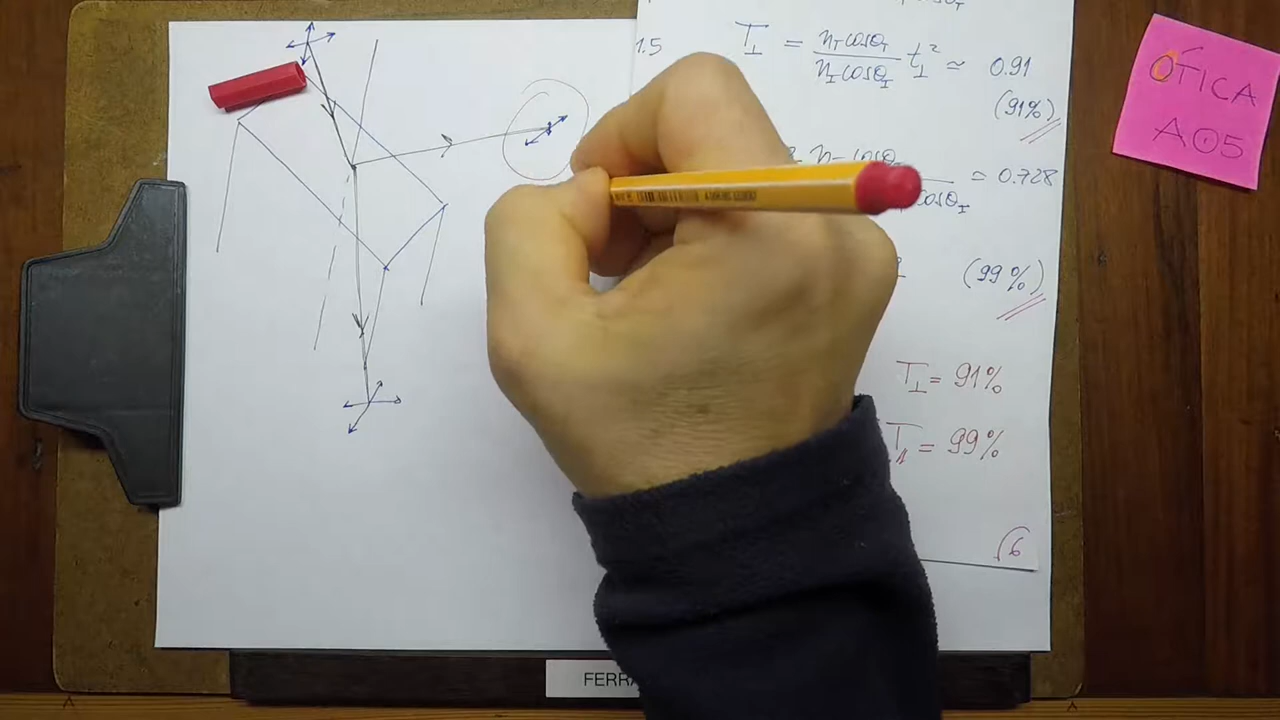 1.5
T⊥ = n_T cosθ_T / n_I cosθ_I t⊥² ≃ 0.91
(91%)
cosθ_I = 0.728
(99%)
T⊥ = 91%
= 99%
6
ÓTICA
A05
FERRA